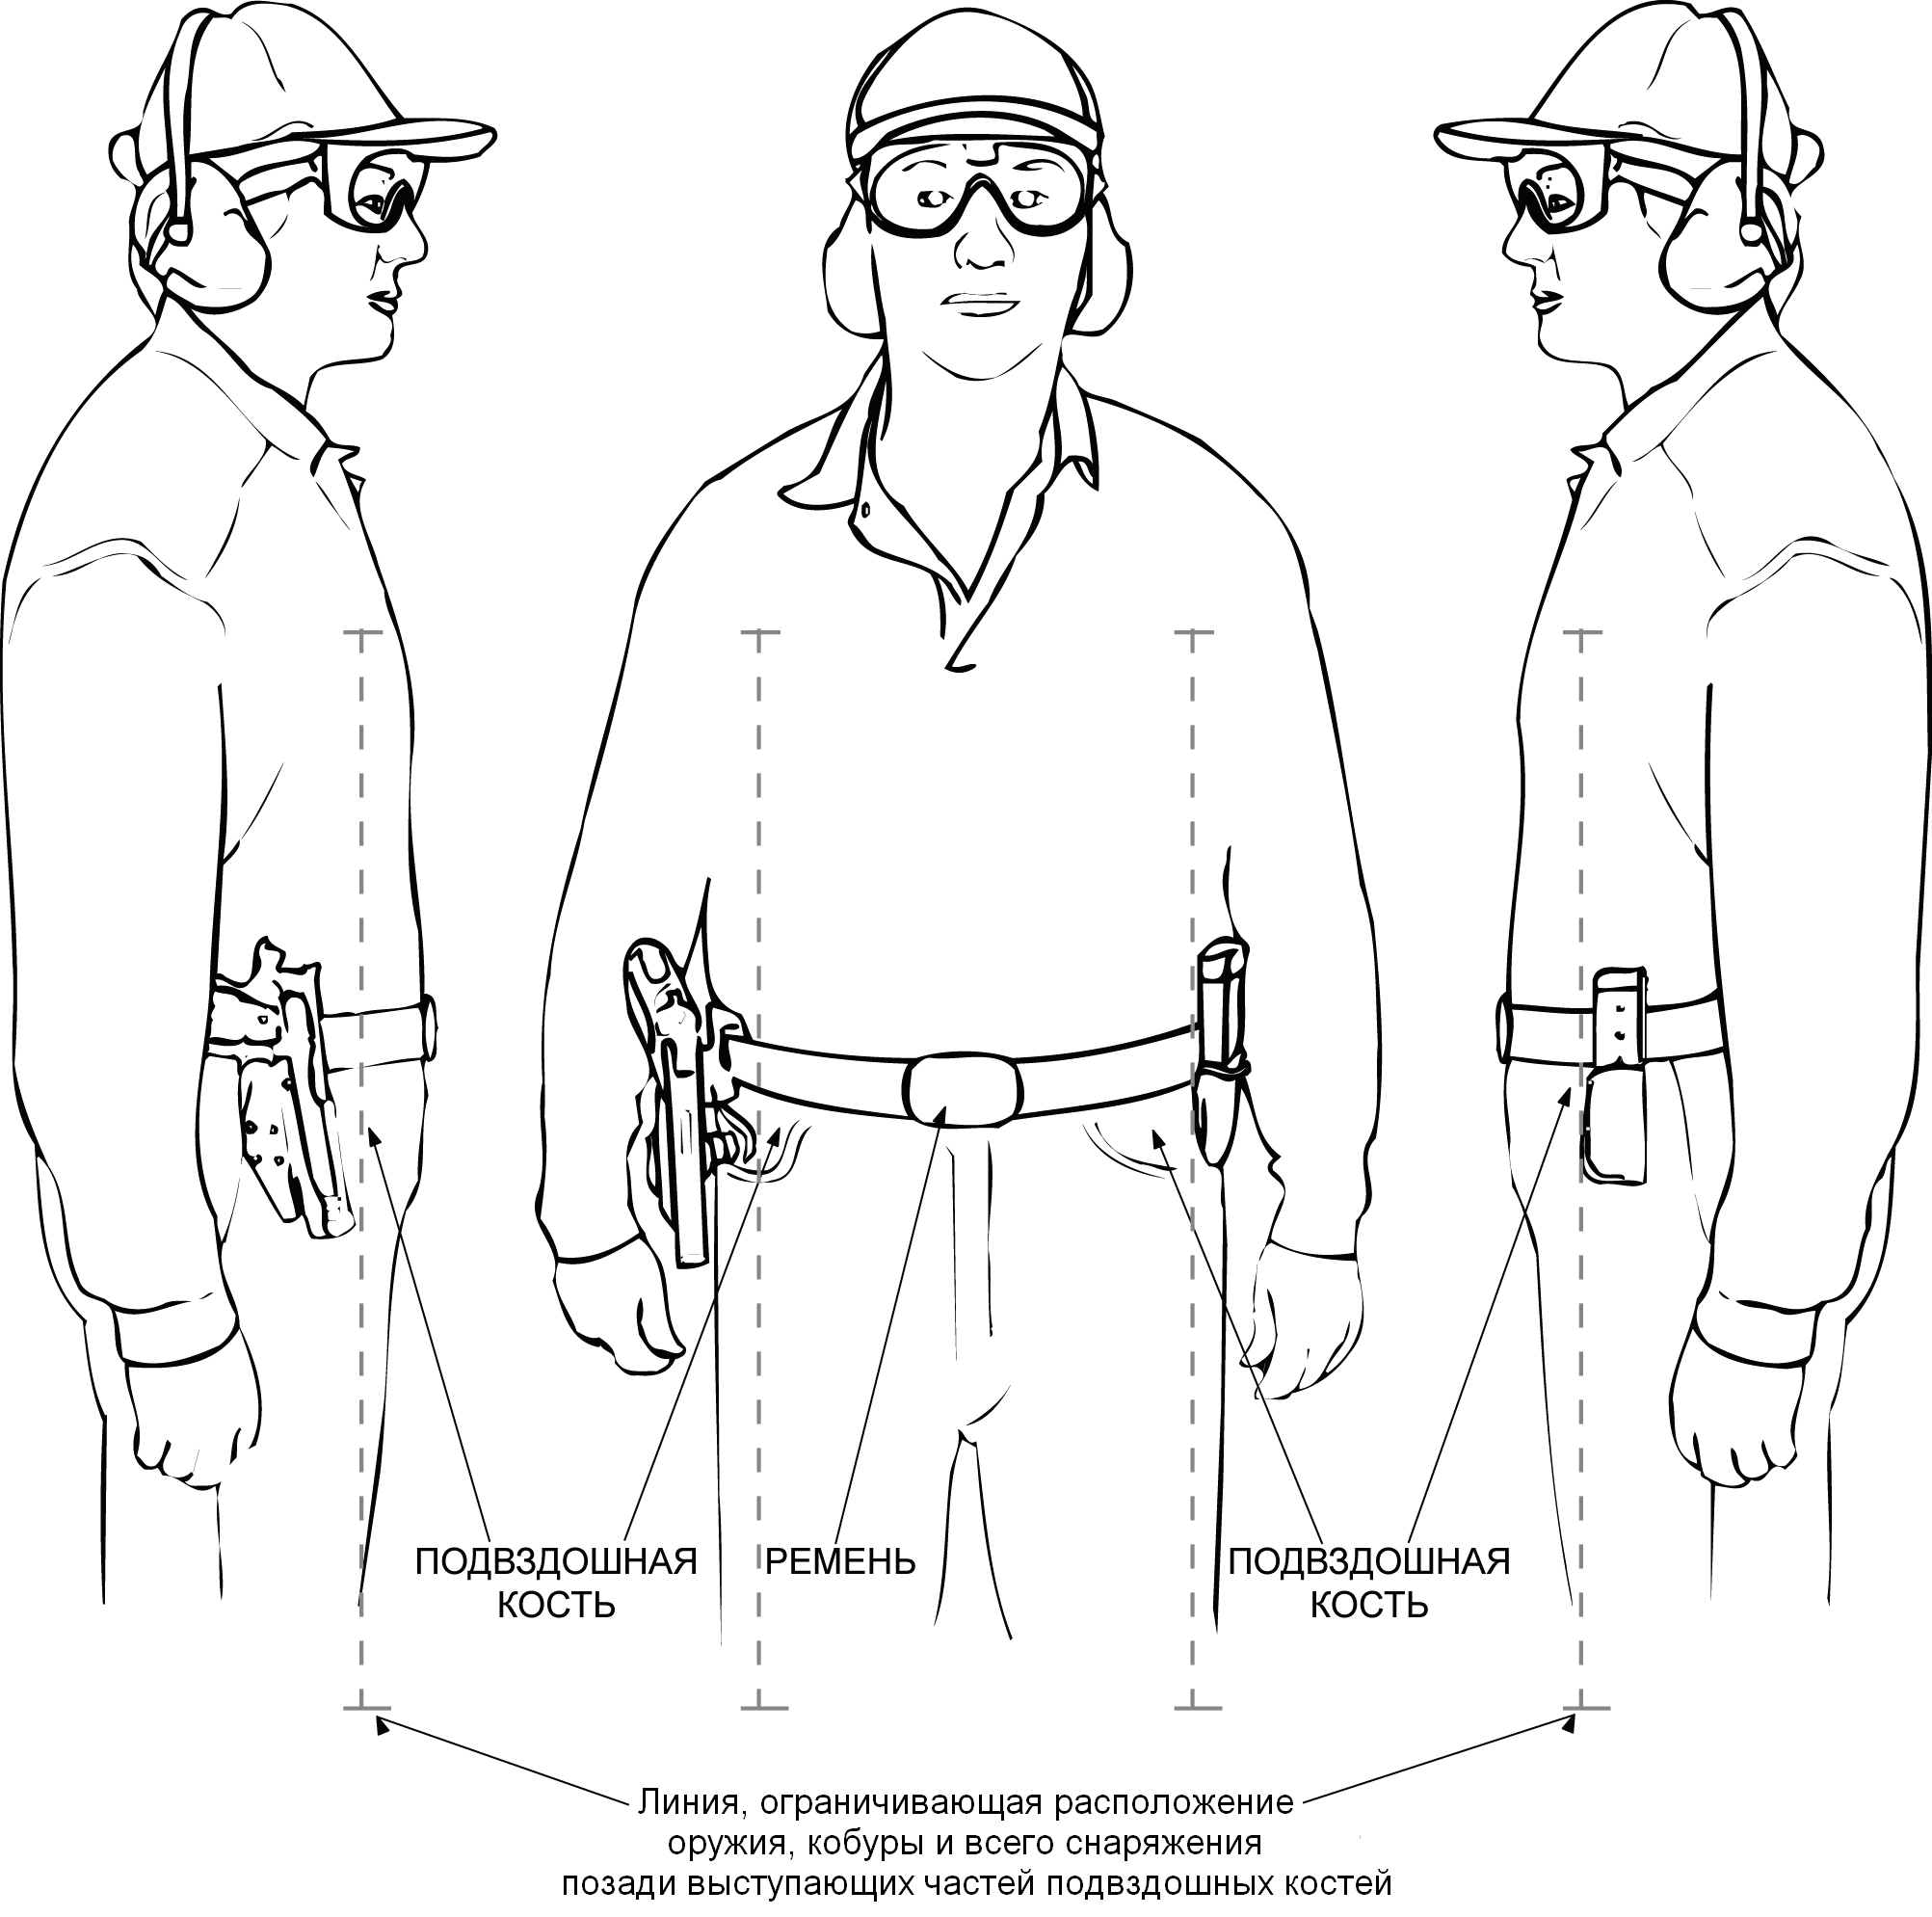 ПОДВЗДОШНАЯ
КОСТЬ
РЕМЕНЬ
ПОДВЗДОШНАЯ
КОСТЬ
Линия, ограничивающая расположение
оружия, кобуры и всего снаряжения
позади выступающих частей подвздошных костей